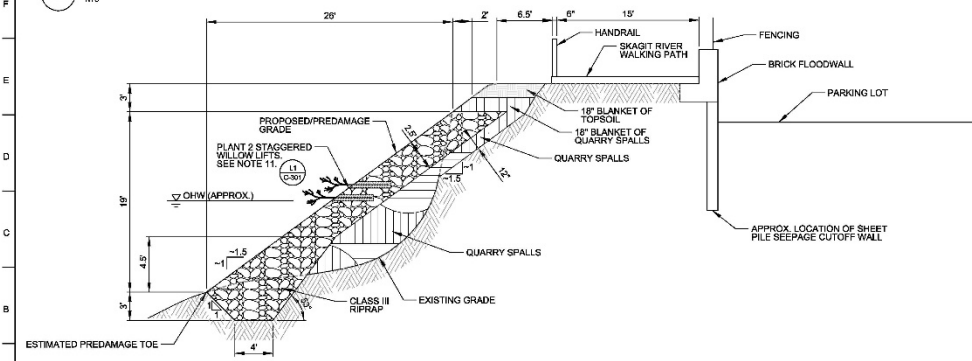 F
E
D
C
B
N.S
26'
2'
6.5'
6"
15'
HANDRAIL
SKAGIT RIVER
WALKING PATH
FENCING
BRICK FLOODWALL
PARKING LOT
3'
PROPOSED/PREDAMAGE
GRADE
2.5'
18" BLANKET OF
TOPSOIL
18" BLANKET OF
QUARRY SPALLS
QUARRY SPALLS
PLANT 2 STAGGERED
WILLOW LIFTS.
SEE NOTE 11.
L1
C-301
~1
~1.5
12"
19'
OHW (APPROX.)
APPROX. LOCATION OF SHEET
PILE SEEPAGE CUTOFF WALL
4.5'
~1.5
~1
QUARRY SPALLS
EXISTING GRADE
CLASS III
RIPRAP
3'
1
1
ESTIMATED PREDAMAGE TOE
4'